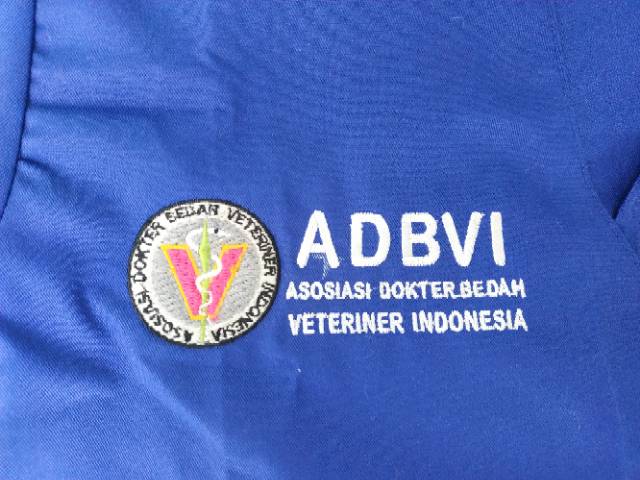 ASOSIASI DOKTER BEDAH VETERINER INDONESIA
V
ADBVI
ASOSIASI DOKTER BEDAH
VETERINER INDONESIA